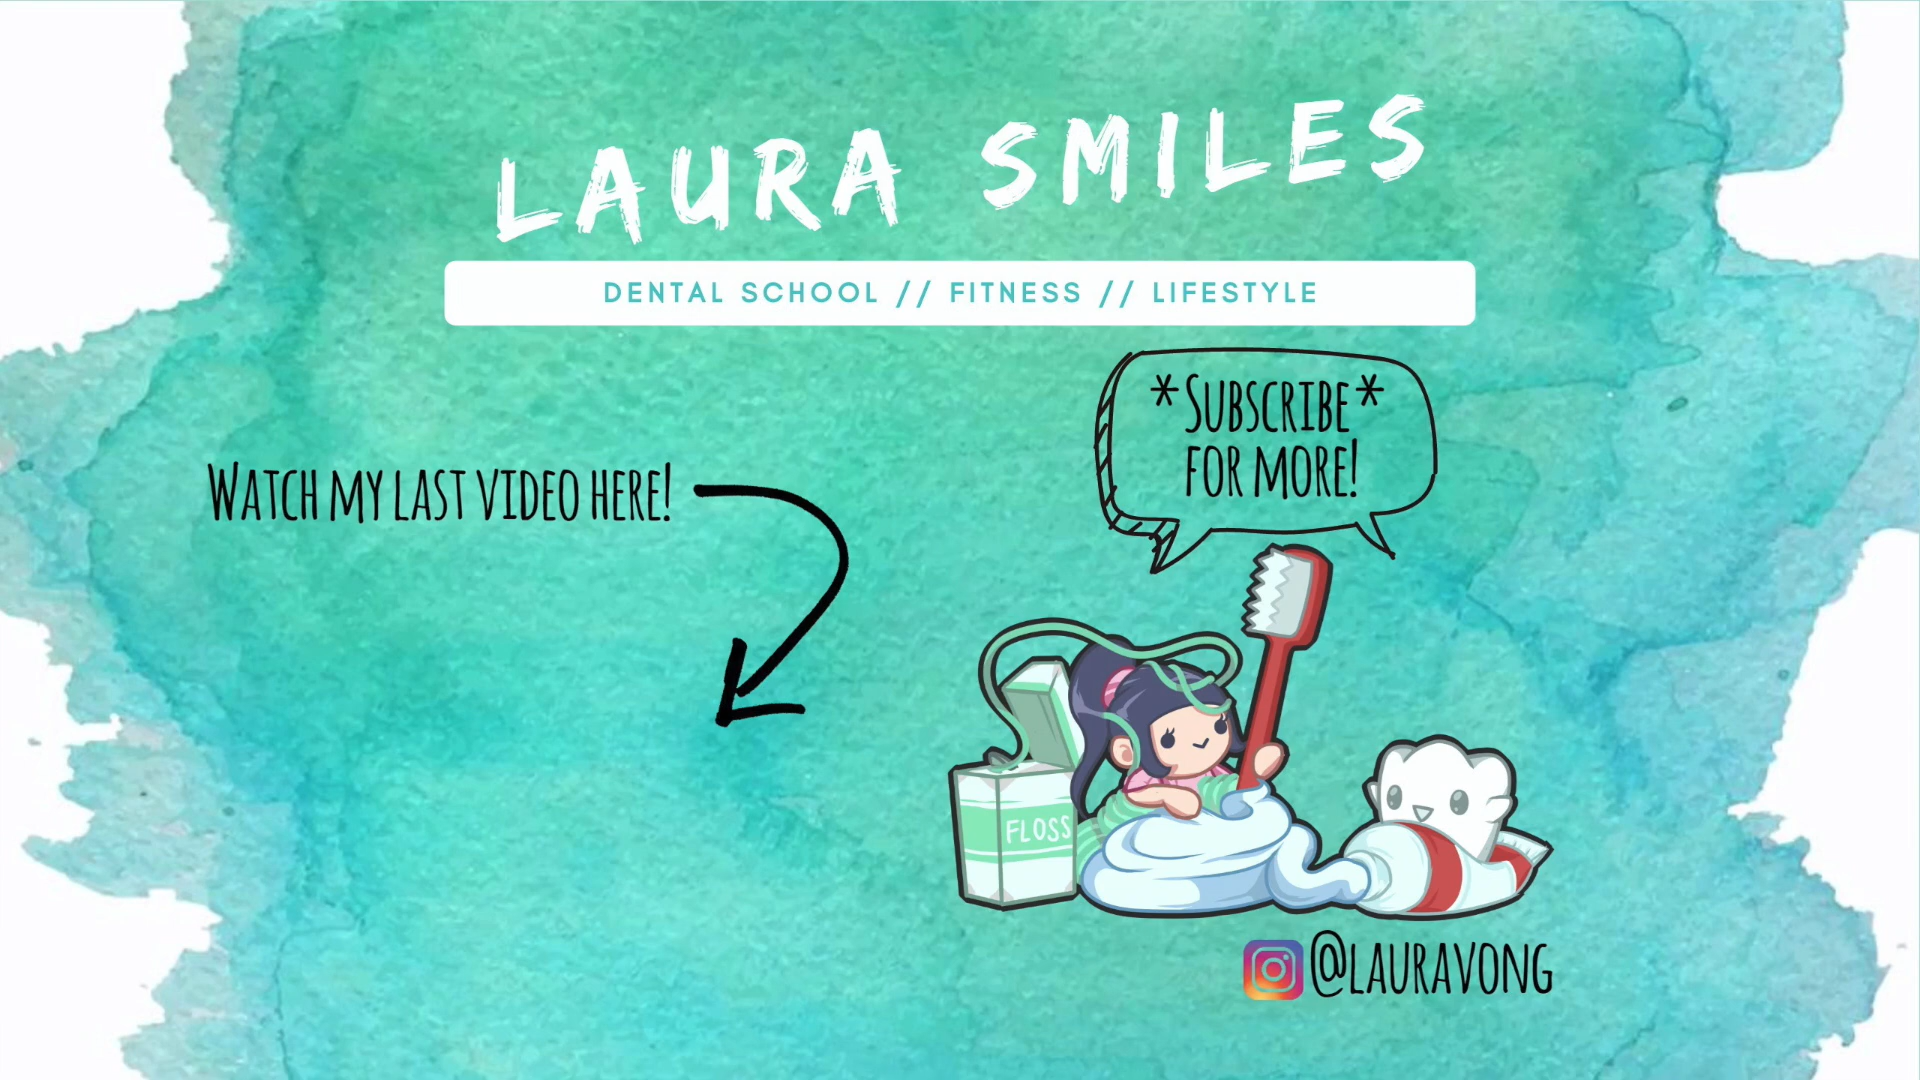 LAURA SMILES
DENTAL SCHOOL // FITNESS // LIFESTYLE
*SUBSCRIBE*
FOR MORE!
WATCH MY LAST VIDEO HERE!
FLOSS
@LAURAVONG